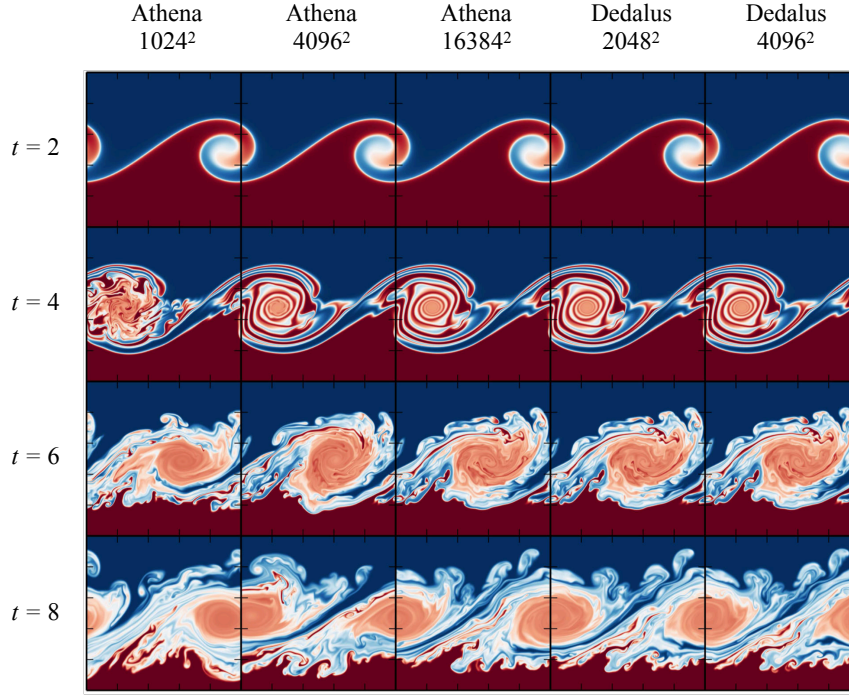 Athena Athena Athena Dedalus Dedalus
1024² 4096² 16384² 2048² 4096²
t = 2
t = 4
t = 6
t = 8